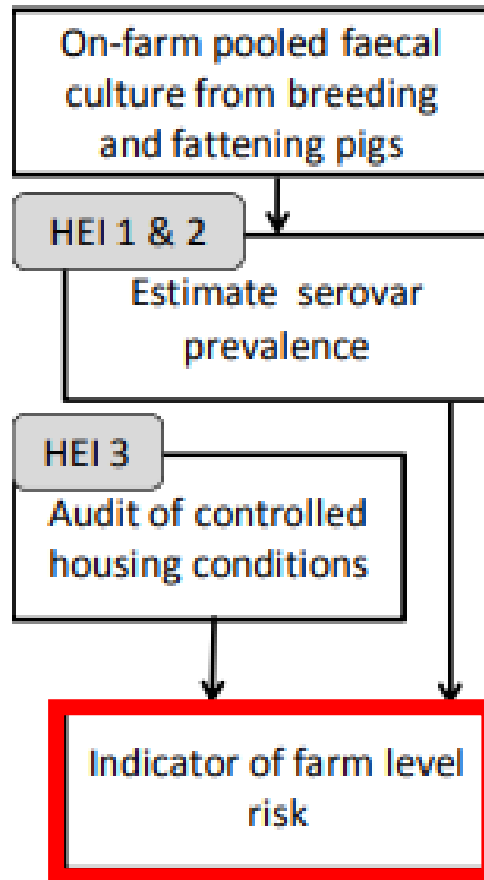 On-farm pooled faecal
culture from breeding
and fattening pigs
HEI 1 & 2
Estimate serovar
prevalence
HEI 3
Audit of controlled
housing conditions
Indicator of farm level
risk